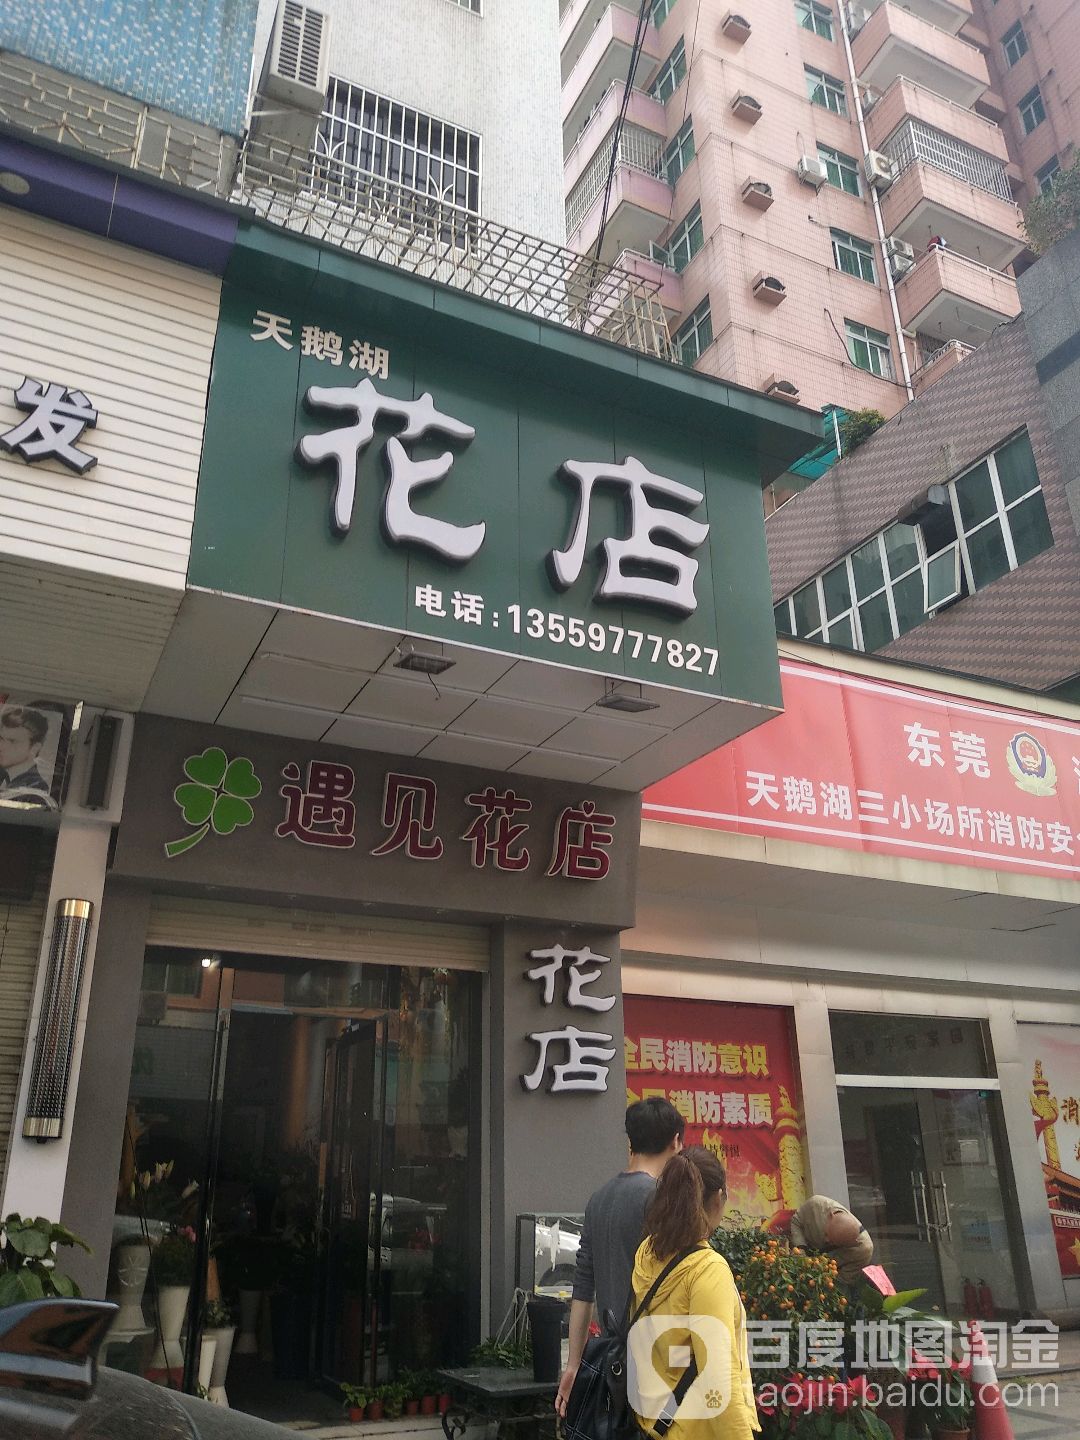 天鹅湖
花店
电话:13559777827
发
遇见花店
花店
东莞
天鹅湖三小场所消防安
全民消防意识
全民消防素质
消
百度地图淘金
taojin.baidu.com